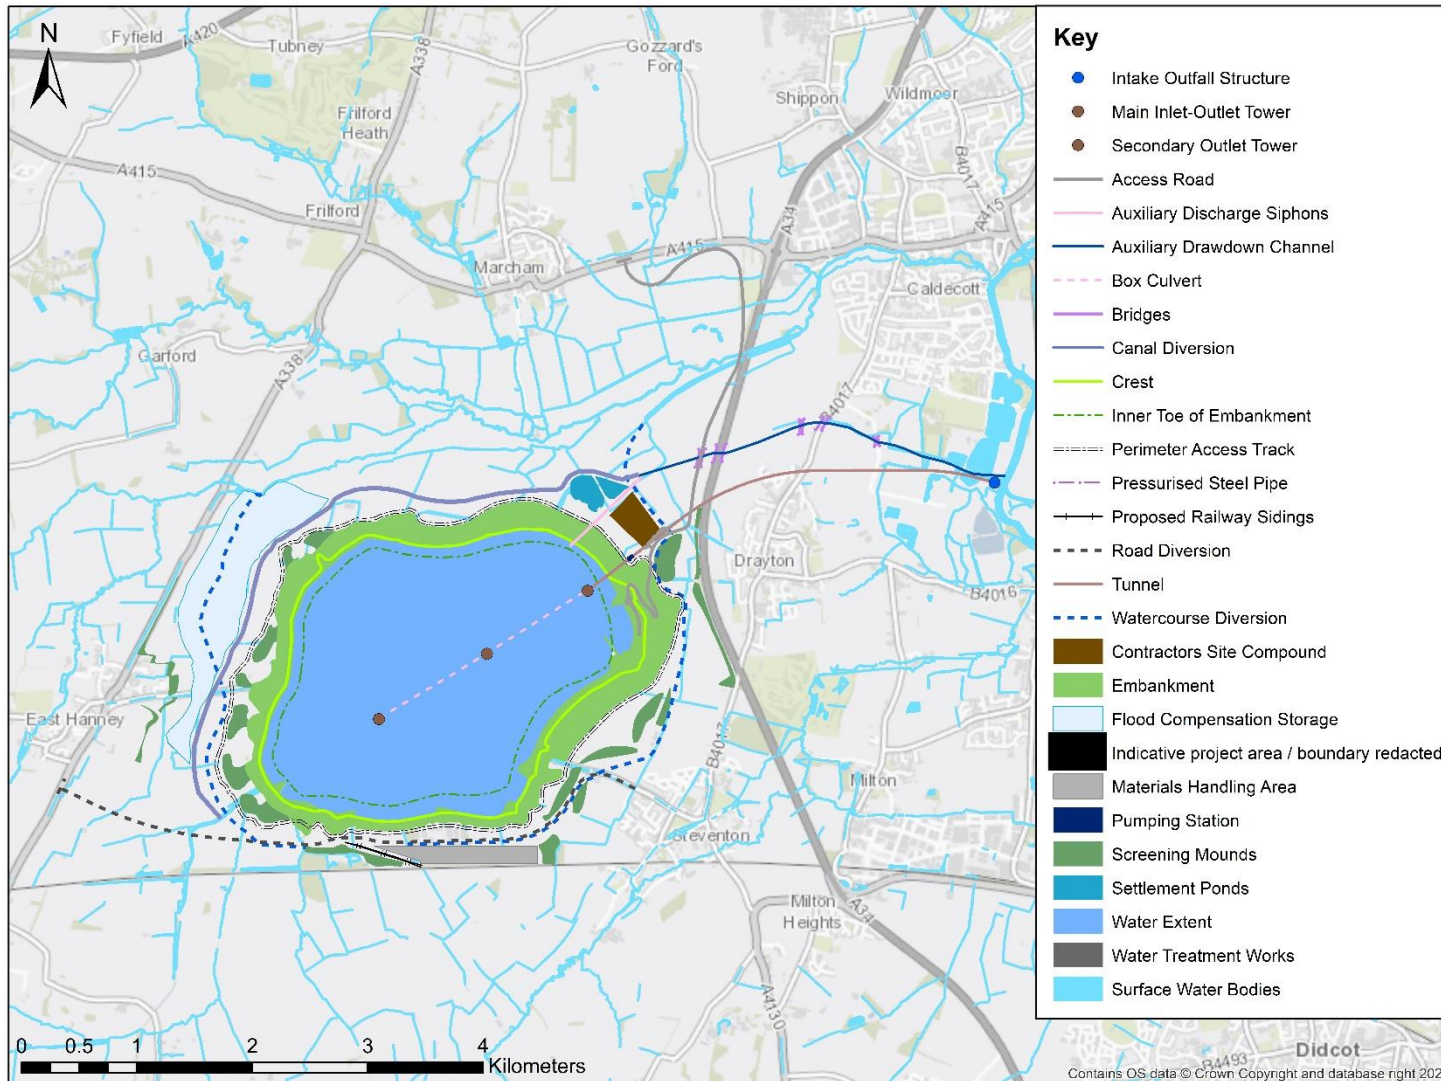 N
Fyfield
A420
Tubney
A338
Gozzard's
Ford
Shippon
Wildmoor
Frilford
Heath
B4017
A415
Frilford
A34
A415
A415
Marcham
Caldecott
Garford
A338
B4017
Drayton
B4016
East Hanney
B4017
Milton
Steventon
Milton
Heights
A34
A4130
B4493
Didcot
0 0.5 1 2 3 4
Kilometers
Key
Intake Outfall Structure
Main Inlet-Outlet Tower
Secondary Outlet Tower
Access Road
Auxiliary Discharge Siphons
Auxiliary Drawdown Channel
Box Culvert
Bridges
Canal Diversion
Crest
Inner Toe of Embankment
Perimeter Access Track
Pressurised Steel Pipe
Proposed Railway Sidings
Road Diversion
Tunnel
Watercourse Diversion
Contractors Site Compound
Embankment
Flood Compensation Storage
Indicative project area / boundary redacted
Materials Handling Area
Pumping Station
Screening Mounds
Settlement Ponds
Water Extent
Water Treatment Works
Surface Water Bodies
Contains OS data © Crown Copyright and database right 202